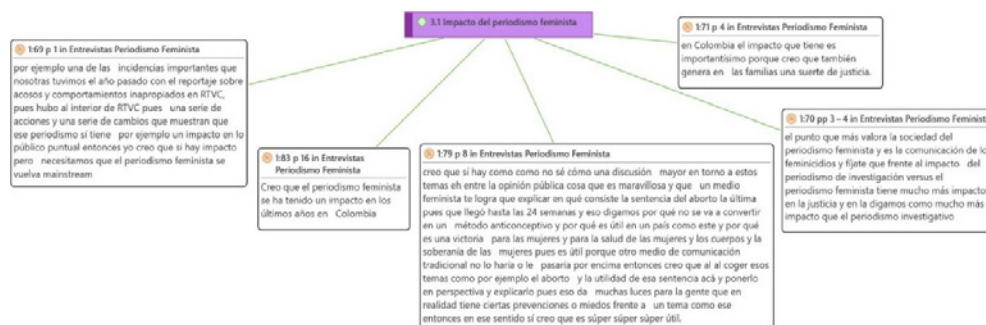 3.1 Impacto del periodismo feminista
1:69 p 1 in Entrevistas Periodismo Feminista
por ejemplo una de las incidencias importantes que
nosotras tuvimos el año pasado con el reportaje sobre
acosos y comportamientos inapropiados en RTVC,
pues hubo al interior de RTVC pues una serie de
acciones y una serie de cambios que muestran que
ese periodismo sí tiene por ejemplo un impacto en lo
público puntual entonces yo creo que si hay impacto
pero necesitamos que el periodismo feminista se
vuelva mainstream
1:83 p 16 in Entrevistas
Periodismo Feminista
Creo que el periodismo feminista
se ha tenido un impacto en los
últimos años en Colombia
1:79 p 8 in Entrevistas Periodismo Feminista
creo que sí hay como como no sé cómo una discusión mayor en torno a estos
temas eh entre la opinión pública cosa que es maravillosa y que un medio
feminista te logra que explicar en qué consiste la sentencia del aborto la última
pues que llegó hasta las 24 semanas y eso digamos por qué no se va a convertir
en un método anticonceptivo y por qué es útil en un país como este y por qué
es una victoria para las mujeres y para la salud de las mujeres y los cuerpos y la
soberanía de las mujeres pues es útil porque otro medio de comunicación
tradicional no lo haría o le pasaría por encima entonces creo que al al coger esos
temas como por ejemplo el aborto y la utilidad de esa sentencia acá y ponerlo
en perspectiva y explicarlo pues eso da muchas luces para la gente que en
realidad tiene ciertas prevenciones o miedos frente a un tema como ese
entonces en ese sentido sí creo que es súper súper súper útil.
1:71 p 4 in Entrevistas Periodismo Feminista
en Colombia el impacto que tiene es
importantísimo porque creo que también
genera en las familias una suerte de justicia.
1:70 pp 3 – 4 in Entrevistas Periodismo Feminist
el punto que más valora la sociedad del
periodismo feminista y es la comunicación de lo
feminicidios y fíjate que frente al impacto del
periodismo de investigación versus el
periodismo feminista tiene mucho más impacto
en la justicia y en la digamos como mucho más
impacto que el periodismo investigativo